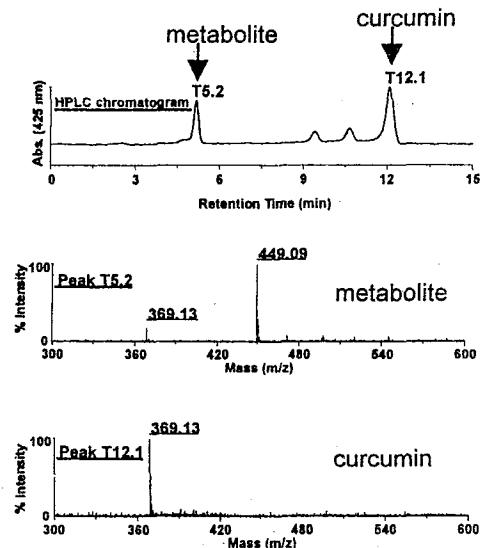 metabolite
curcumin
T5.2
T12.1
HPLC chromatogram
Abs. (425 nm)
0 3 6 9 12 15
Retention Time (min)
449.09
100
Peak T5.2
metabolite
369.13
% Intensity
0
300 360 420 480 540 600
Mass (m/z)
369.13
100
Peak T12.1
curcumin
% Intensity
0
300 360 420 480 540 600
Mass (m/z)